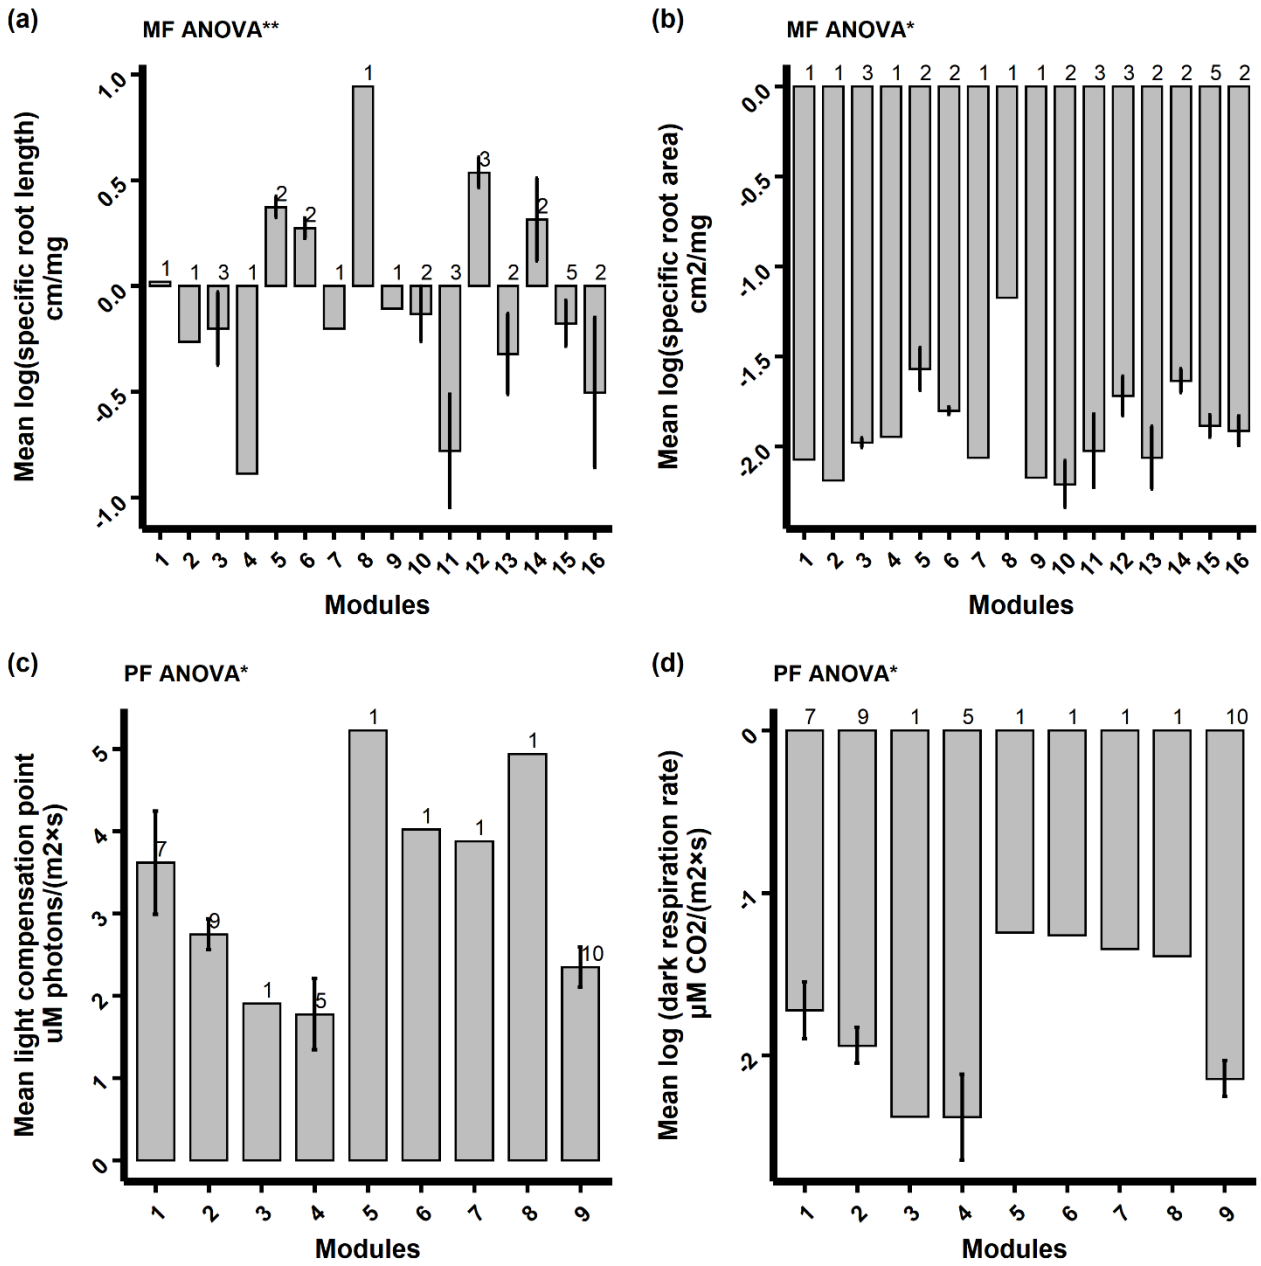 (a)
MF ANOVA**
Mean log(specific root length)
cm/mg
1.0
0.5
0.0
-0.5
-1.0
1 1 3 1 2 2 1 1 1 2 3 3 2 2 5 2
1 2 3 4 5 6 7 8 9 10 11 12 13 14 15 16
Modules
(b)
MF ANOVA*
Mean log(specific root area)
cm2/mg
0.0
-0.5
-1.0
-1.5
-2.0
1 1 3 1 2 2 1 1 1 2 3 3 2 2 5 2
1 2 3 4 5 6 7 8 9 10 11 12 13 14 15 16
Modules
(c)
PF ANOVA*
Mean light compensation point
uM photons/(m2×s)
5
4
3
2
1
0
7 9 1 5 1 1 1 1 10
1 2 3 4 5 6 7 8 9
Modules
(d)
PF ANOVA*
Mean log (dark respiration rate)
µM CO2/(m2×s)
0
-1
-2
7 9 1 5 1 1 1 1 10
1 2 3 4 5 6 7 8 9
Modules